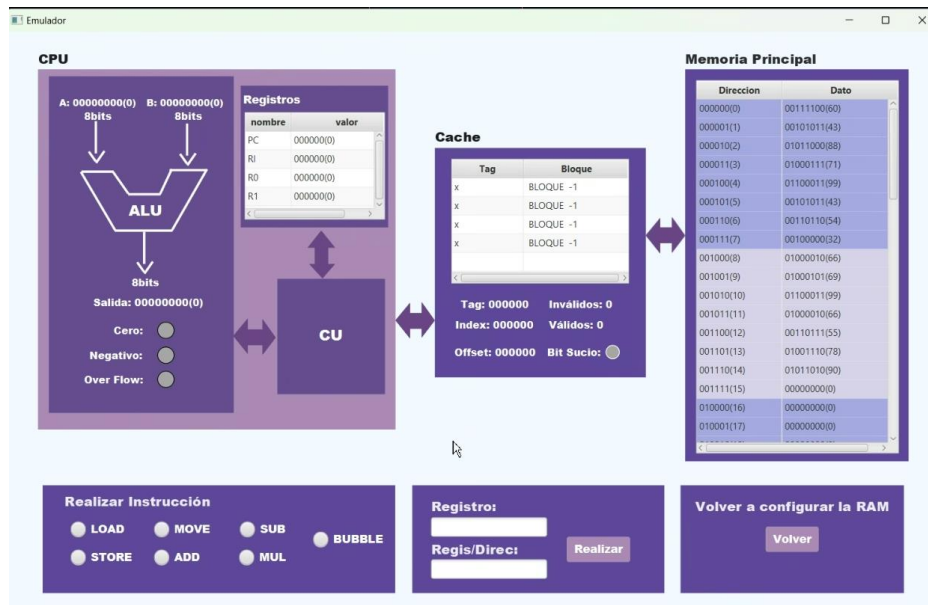 Emulador
CPU
A: 00000000(0) B: 00000000(0)
8bits 8bits
ALU
8bits
Salida: 00000000(0)
Cero:
Negativo:
Over Flow:
Registros
nombre valor
PC 000000(0)
RI 000000(0)
R0 000000(0)
R1 000000(0)
CU
Cache
Tag Bloque
x BLOQUE -1
x BLOQUE -1
x BLOQUE -1
x BLOQUE -1
Tag: 000000 Inválidos: 0
Index: 000000 Válidos: 0
Offset: 000000 Bit Sucio:
Memoria Principal
Direccion Dato
000000(0) 00111100(60)
000001(1) 00101011(43)
000010(2) 01011000(88)
000011(3) 01000111(71)
000100(4) 01100011(99)
000101(5) 00101011(43)
000110(6) 00110110(54)
000111(7) 00100000(32)
001000(8) 01000010(66)
001001(9) 01000101(69)
001010(10) 01100011(99)
001011(11) 01000010(66)
001100(12) 00110111(55)
001101(13) 01001110(78)
001110(14) 01011010(90)
001111(15) 00000000(0)
010000(16) 00000000(0)
010001(17) 00000000(0)
Realizar Instrucción
LOAD MOVE SUB BUBBLE
STORE ADD MUL
Registro:
Regis/Direc:
Realizar
Volver a configurar la RAM
Volver